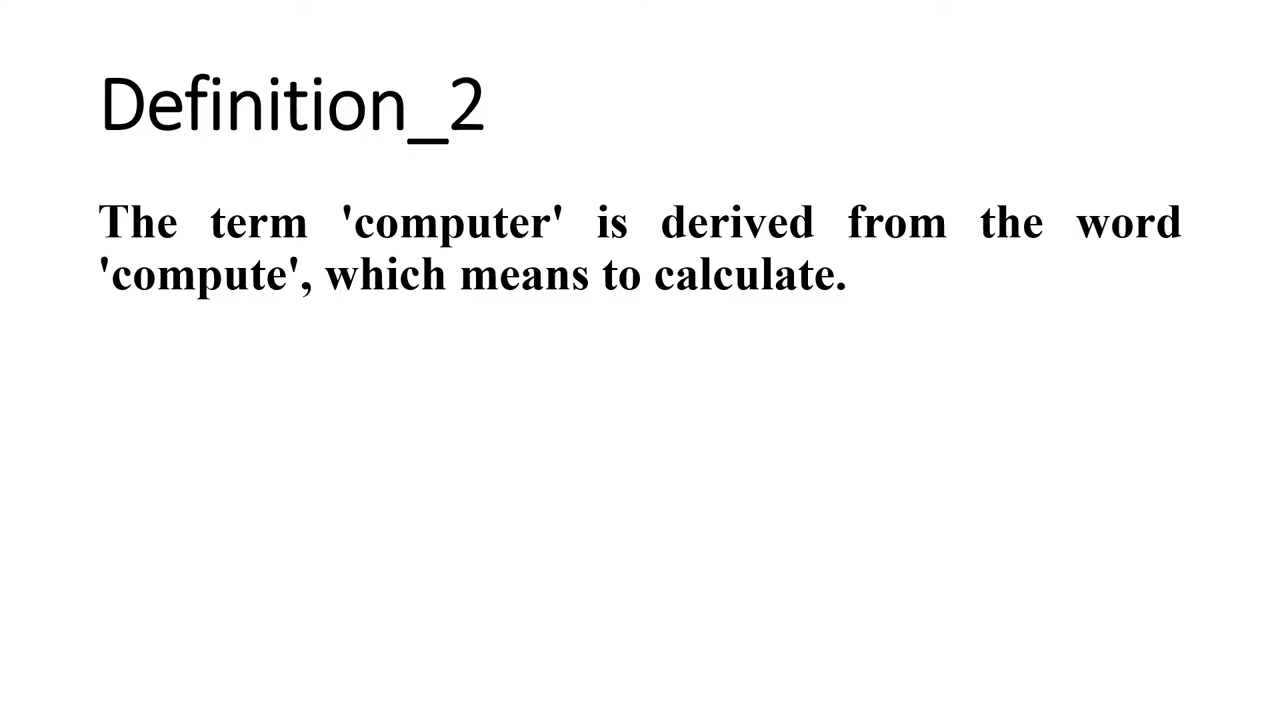 Definition_2
The term 'computer' is derived from the word
'compute', which means to calculate.